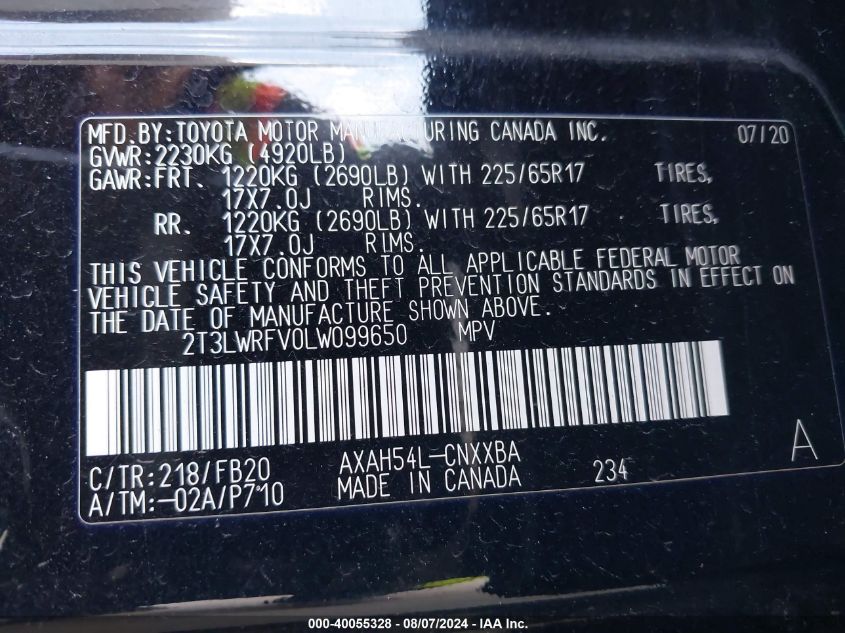 MFD.BY:TOYOTA MOTOR MANUFACTURING CANADA INC. 07/20
GVWR:2230KG (4920LB)
GAWR:FRT. 1220KG (2690LB) WITH 225/65R17 TIRES,
17X7.0J RIMS.
RR. 1220KG (2690LB) WITH 225/65R17 TIRES,
17X7.0J RIMS.
THIS VEHICLE CONFORMS TO ALL APPLICABLE FEDERAL MOTOR
VEHICLE SAFETY AND THEFT PREVENTION STANDARDS IN EFFECT ON
THE DATE OF MANUFACTURE SHOWN ABOVE.
2T3LWRFV0LW099650 MPV
C/TR:218/FB20 AXAH54L-CNXXBA A
A/TM:-02A/P710 MADE IN CANADA 234
000-40055328 - 08/07/2024 - IAA Inc.